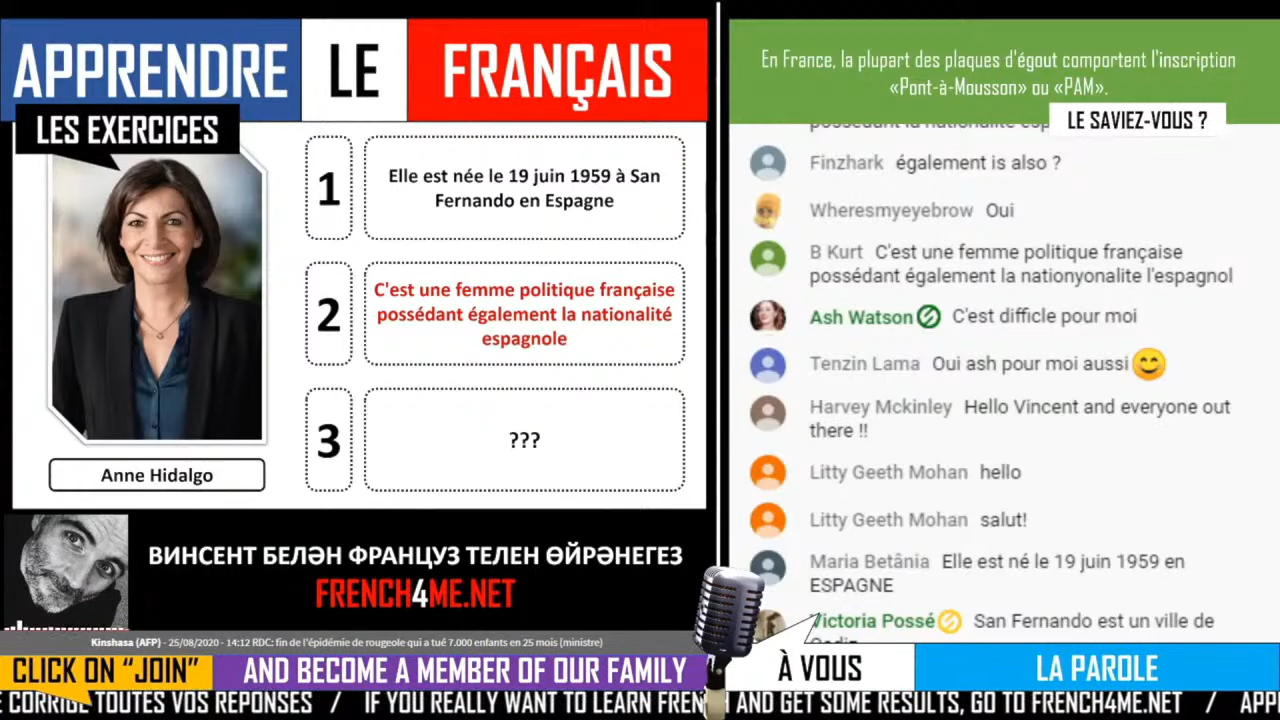 APPRENDRE LE FRANÇAIS
LES EXERCICES
1
Elle est née le 19 juin 1959 à San
Fernando en Espagne
2
C'est une femme politique française
possédant également la nationalité
espagnole
3
???
Anne Hidalgo
ВИНСЕНТ БЕЛӘН ФРАНЦУЗ ТЕЛЕН ӨЙРӘНЕГЕЗ
FRENCH4ME.NET
Kinshasa (AFP) - 25/08/2020 - 14:12 RDC: fin de l'épidémie de rougeole qui a tué 7.000 enfants en 25 mois (ministre)
CLICK ON “JOIN” AND BECOME A MEMBER OF OUR FAMILY
En France, la plupart des plaques d'égout comportent l'inscription
«Pont-à-Mousson» ou «PAM».
LE SAVIEZ-VOUS ?
possédant la nationalité esp
Finzhark également is also ?
Wheresmyeyebrow Oui
B Kurt C'est une femme politique française
possédant également la nationyonalite l'espagnol
Ash Watson C'est difficle pour moi
Tenzin Lama Oui ash pour moi aussi😊
Harvey Mckinley Hello Vincent and everyone out
there !!
Litty Geeth Mohan hello
Litty Geeth Mohan salut!
Maria Betânia Elle est né le 19 juin 1959 en
ESPAGNE
Victoria Possé San Fernando est un ville de
À VOUS LA PAROLE
E CORRIGE TOUTES VOS REPONSES / IF YOU REALLY WANT TO LEARN FREN AND GET SOME RESULTS, GO TO FRENCH4ME.NET / APP